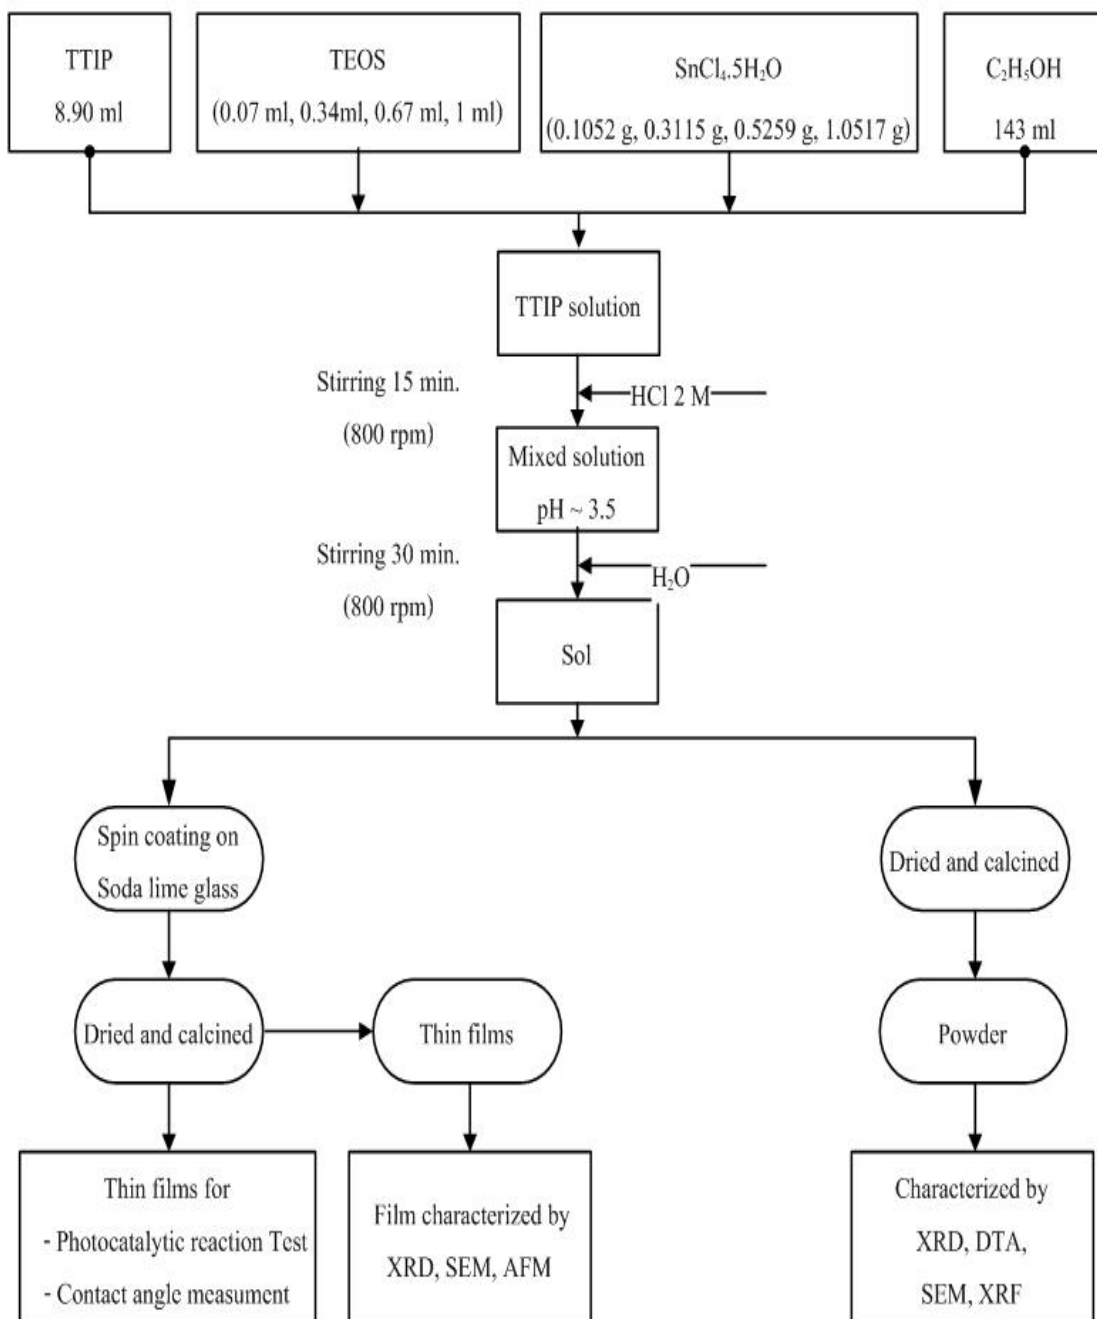 TTIP
8.90 ml
TEOS
(0.07 ml, 0.34ml, 0.67 ml, 1 ml)
SnCl₄.5H₂O
(0.1052 g, 0.3115 g, 0.5259 g, 1.0517 g)
C₂H₅OH
143 ml
TTIP solution
Stirring 15 min.
(800 rpm)
HCl 2 M
Mixed solution
pH ~ 3.5
Stirring 30 min.
(800 rpm)
H₂O
Sol
Spin coating on
Soda lime glass
Dried and calcined
Dried and calcined
Thin films
Powder
Thin films for
- Photocatalytic reaction Test
- Contact angle measument
Film characterized by
XRD, SEM, AFM
Characterized by
XRD, DTA,
SEM, XRF